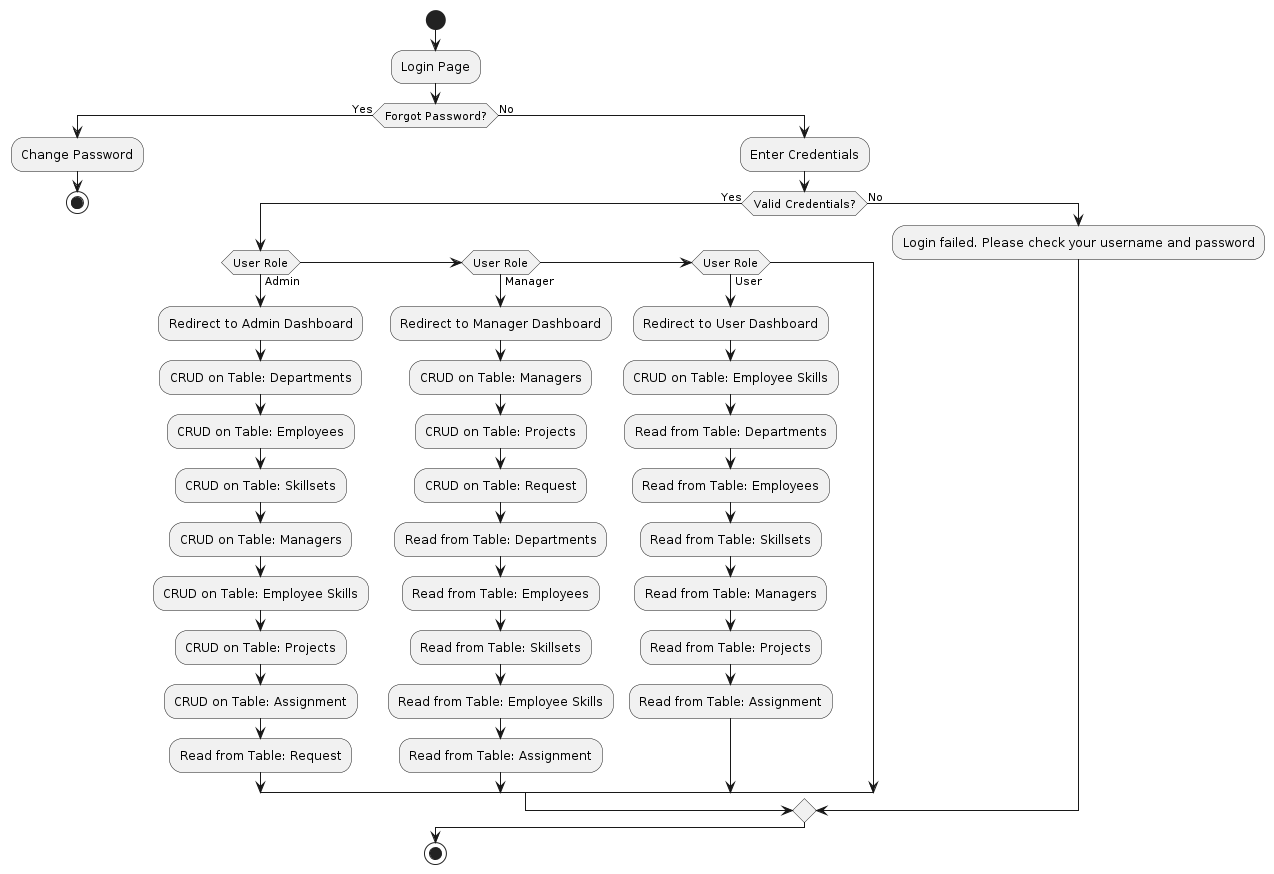 Login Page
Yes
Forgot Password?
No
Change Password
Enter Credentials
Yes
Valid Credentials?
No
Login failed. Please check your username and password
User Role
Admin
Redirect to Admin Dashboard
CRUD on Table: Departments
CRUD on Table: Employees
CRUD on Table: Skillsets
CRUD on Table: Managers
CRUD on Table: Employee Skills
CRUD on Table: Projects
CRUD on Table: Assignment
Read from Table: Request
User Role
Manager
Redirect to Manager Dashboard
CRUD on Table: Managers
CRUD on Table: Projects
CRUD on Table: Request
Read from Table: Departments
Read from Table: Employees
Read from Table: Skillsets
Read from Table: Employee Skills
Read from Table: Assignment
User Role
User
Redirect to User Dashboard
CRUD on Table: Employee Skills
Read from Table: Departments
Read from Table: Employees
Read from Table: Skillsets
Read from Table: Managers
Read from Table: Projects
Read from Table: Assignment